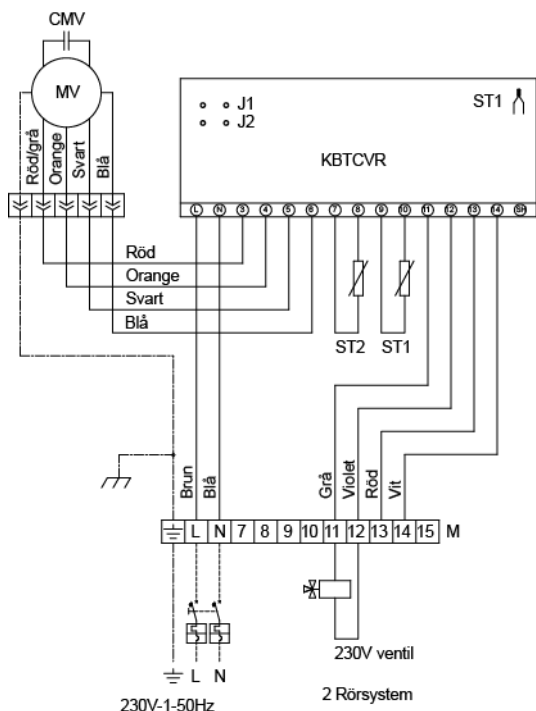 CMV
MV
J1
J2
ST1
KBTCVR
Röd/grå
Orange
Svart
Blå
L N 3 4 5 6 7 8 9 10 11 12 13 14 SH
Röd
Orange
Svart
Blå
ST2 ST1
Brun
Blå
Grå
Violet
Röd
Vit
L N 7 8 9 10 11 12 13 14 15 M
230V ventil
L N
230V-1-50Hz
2 Rörsystem